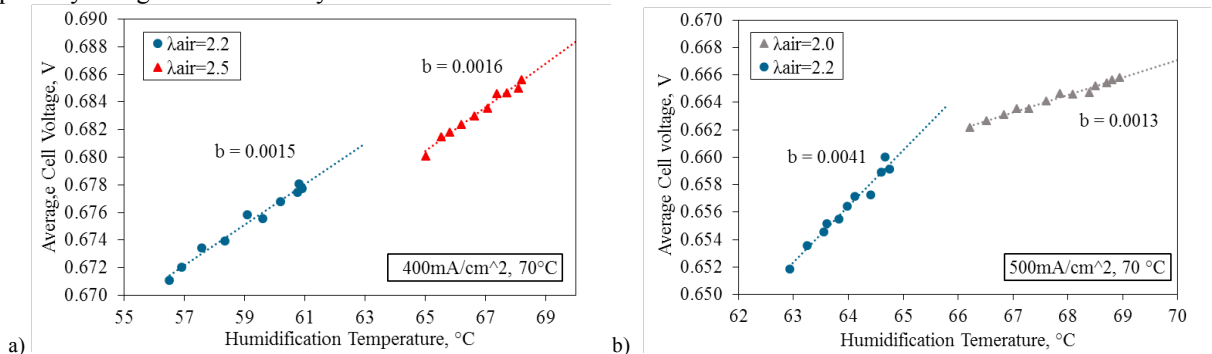 0.690
0.688
0.686
0.684
0.682
0.680
0.678
0.676
0.674
0.672
0.670
Averag,e Cell Voltage, V
λair=2.2
λair=2.5
b = 0.0016
b = 0.0015
400mA/cm^2, 70°C
55 57 59 61 63 65 67 69
Humidification Temperature, °C
a)
0.670
0.668
0.666
0.664
0.662
0.660
0.658
0.656
0.654
0.652
0.650
Average Cell voltage, V
λair=2.0
λair=2.2
b = 0.0013
b = 0.0041
500mA/cm^2, 70 °C
62 63 64 65 66 67 68 69 70
Humidification Temerature, °C
b)